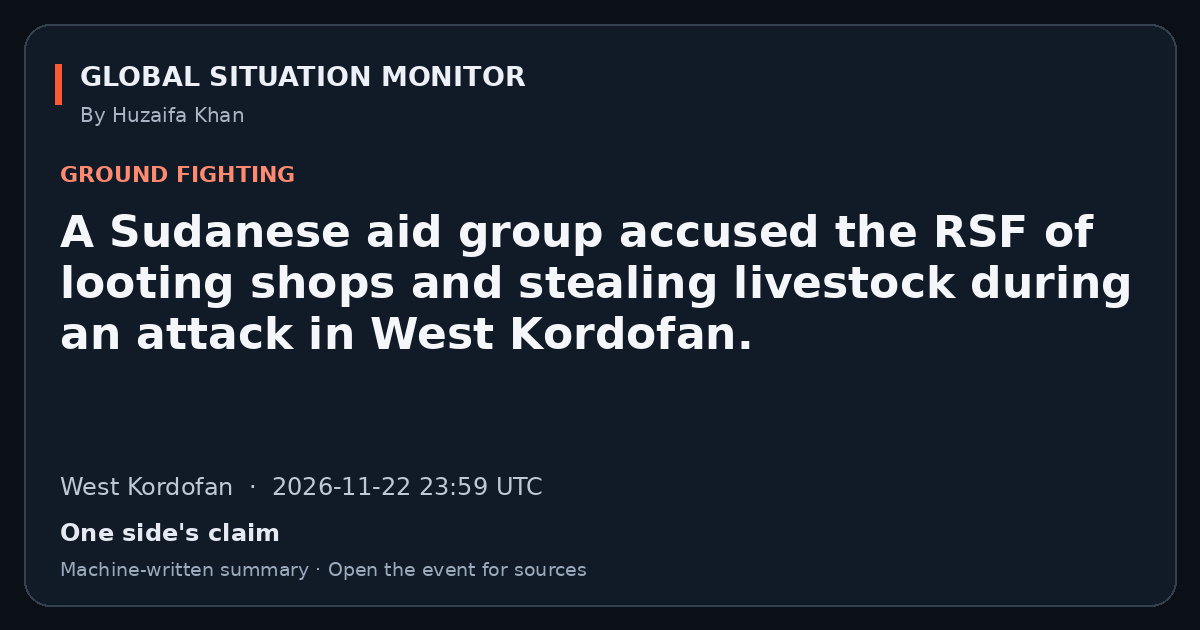 GLOBAL SITUATION MONITOR
By Huzaifa Khan
GROUND FIGHTING
A Sudanese aid group accused the RSF of
looting shops and stealing livestock during
an attack in West Kordofan.
West Kordofan · 2026-11-22 23:59 UTC
One side's claim
Machine-written summary · Open the event for sources